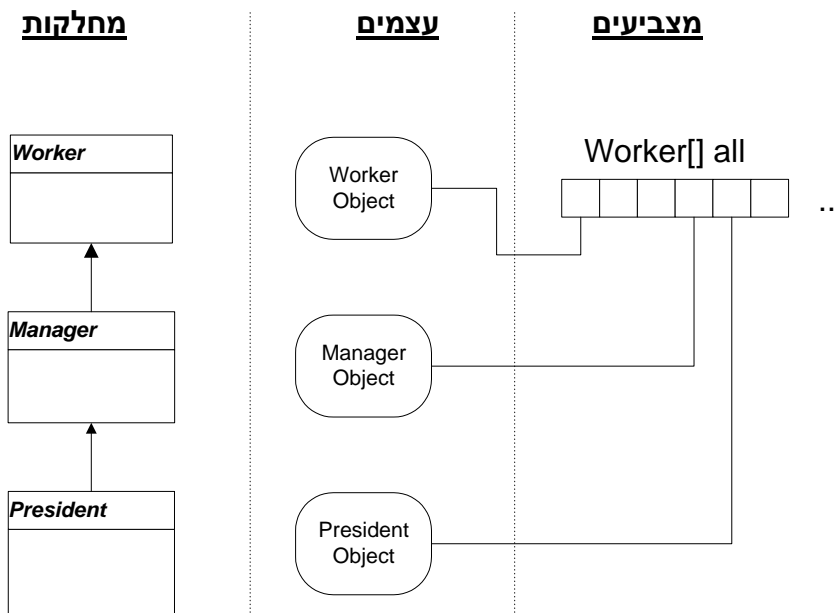 מחלקות
עצמים
מצביעים
Worker
Worker
Object
Worker[] all
..
Manager
Manager
Object
President
President
Object